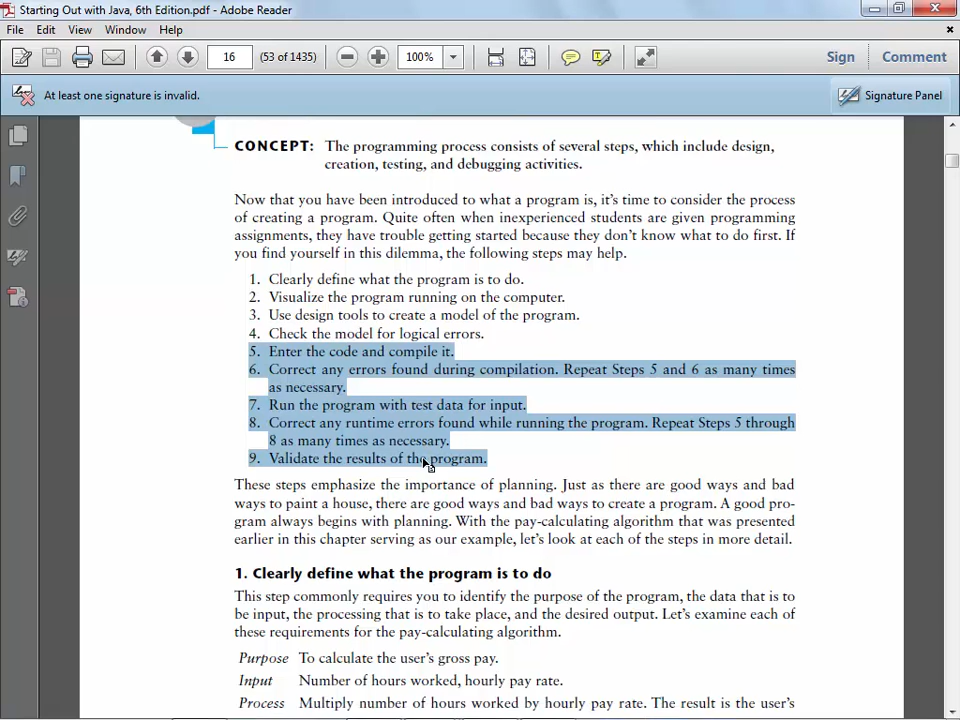 Starting Out with Java, 6th Edition.pdf - Adobe Reader
File Edit View Window Help
16 (53 of 1435) 100% Sign Comment
At least one signature is invalid. Signature Panel
CONCEPT: The programming process consists of several steps, which include design,
creation, testing, and debugging activities.
Now that you have been introduced to what a program is, it's time to consider the process
of creating a program. Quite often when inexperienced students are given programming
assignments, they have trouble getting started because they don't know what to do first. If
you find yourself in this dilemma, the following steps may help.
1. Clearly define what the program is to do.
2. Visualize the program running on the computer.
3. Use design tools to create a model of the program.
4. Check the model for logical errors.
5. Enter the code and compile it.
6. Correct any errors found during compilation. Repeat Steps 5 and 6 as many times
as necessary.
7. Run the program with test data for input.
8. Correct any runtime errors found while running the program. Repeat Steps 5 through
8 as many times as necessary.
9. Validate the results of the program.
These steps emphasize the importance of planning. Just as there are good ways and bad
ways to paint a house, there are good ways and bad ways to create a program. A good pro-
gram always begins with planning. With the pay-calculating algorithm that was presented
earlier in this chapter serving as our example, let's look at each of the steps in more detail.
1. Clearly define what the program is to do
This step commonly requires you to identify the purpose of the program, the data that is to
be input, the processing that is to take place, and the desired output. Let's examine each of
these requirements for the pay-calculating algorithm.
Purpose To calculate the user's gross pay.
Input Number of hours worked, hourly pay rate.
Process Multiply number of hours worked by hourly pay rate. The result is the user's